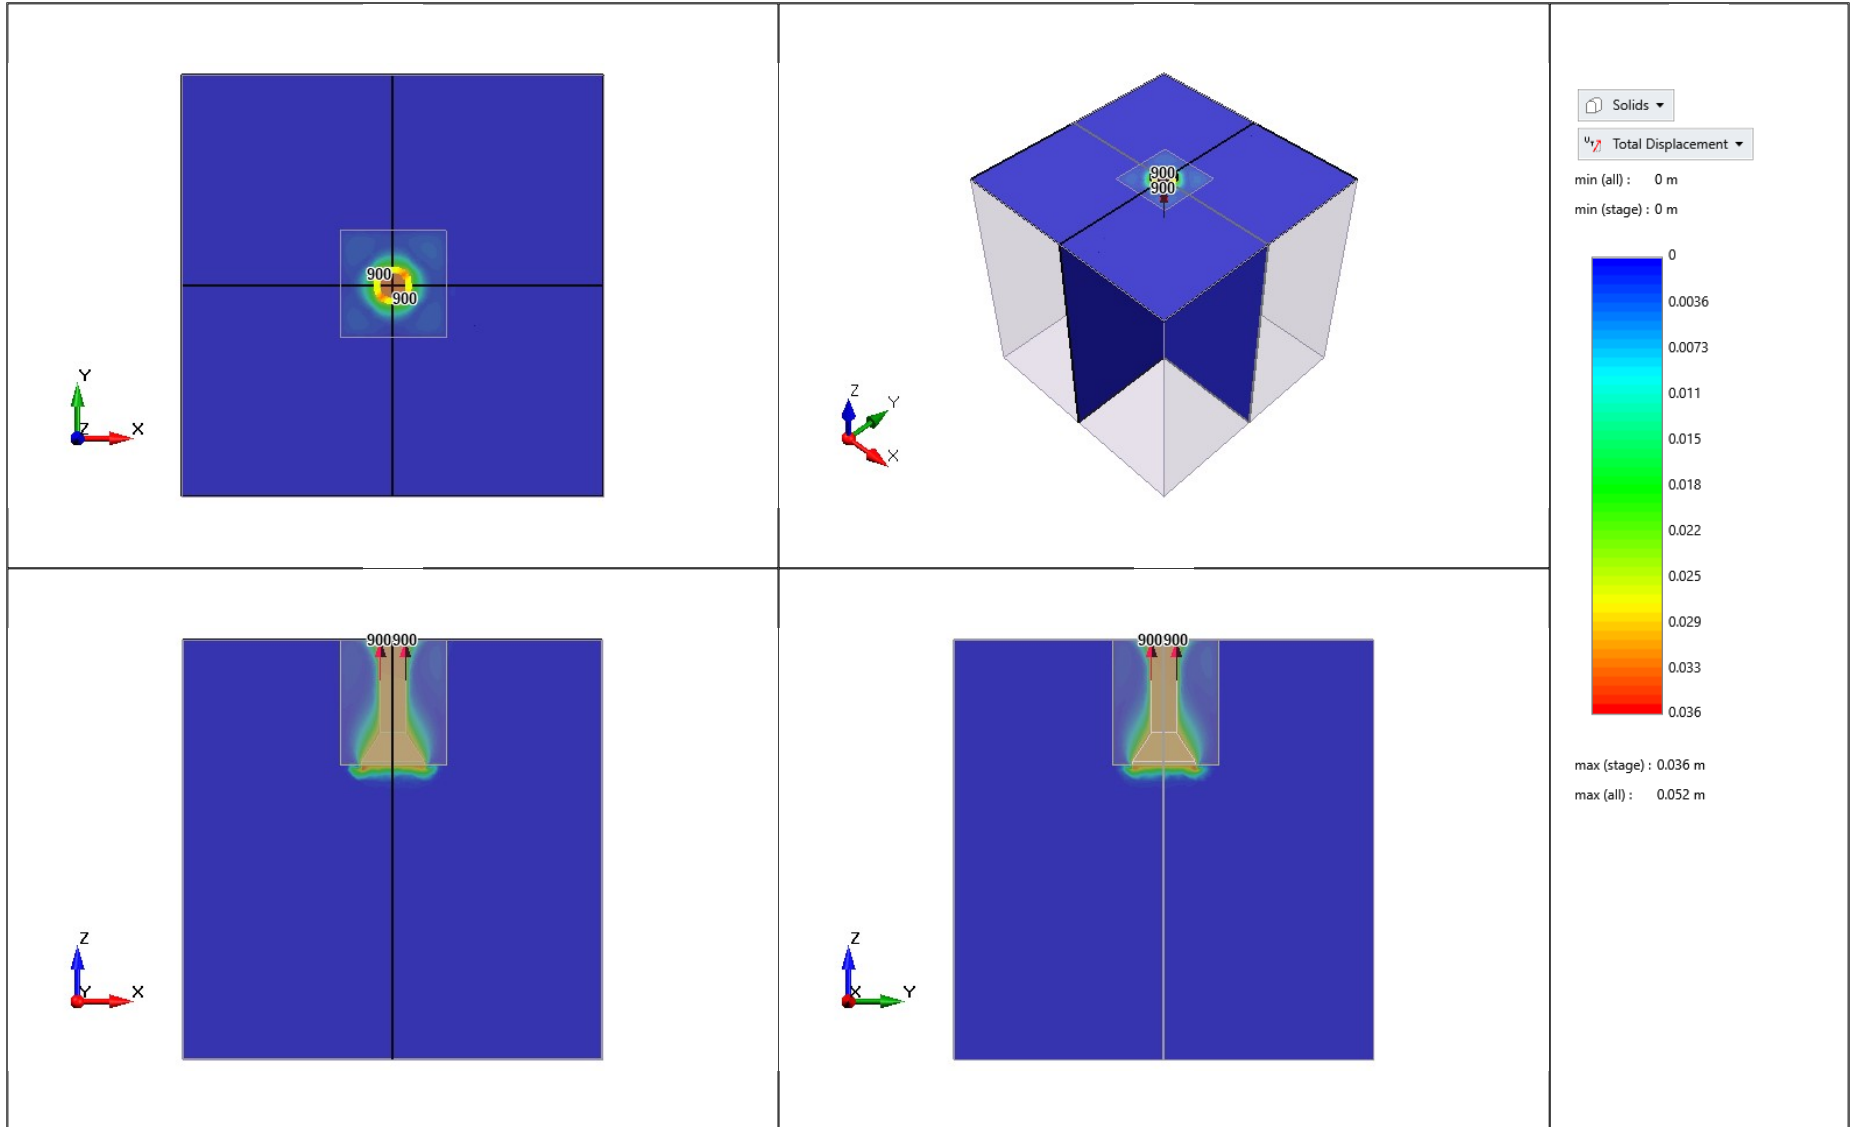 900
900
Y
Z
X
900
900
Z
Y
X
Solids
Total Displacement
min (all) : 0 m
min (stage) : 0 m
0
0.0036
0.0073
0.011
0.015
0.018
0.022
0.025
0.029
0.033
0.036
max (stage) : 0.036 m
max (all) : 0.052 m
900900
Z
Y
X
900900
Z
X
Y